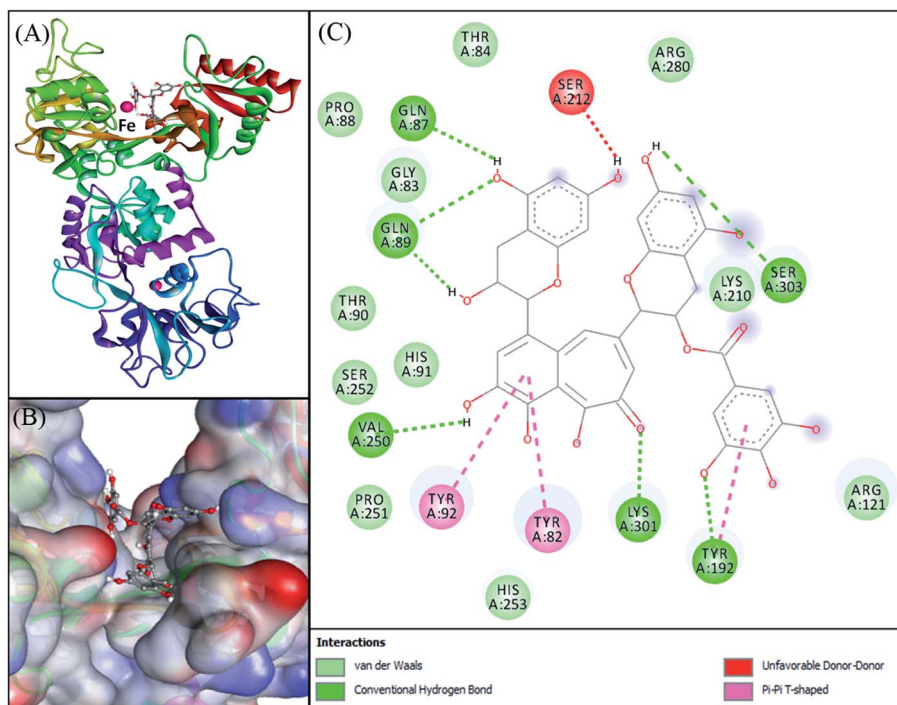 (A)
Fe
(B)
(C)
THR
A:84
ARG
A:280
SER
A:212
PRO
A:88
GLN
A:87
GLY
A:83
GLN
A:89
H
O
H
O
H
O
O
H
O
O
LYS
A:210
SER
A:303
THR
A:90
HIS
A:91
SER
A:252
VAL
A:250
O
H
O
O
O
O
O
O
O
O
O
PRO
A:251
TYR
A:92
TYR
A:82
LYS
A:301
TYR
A:192
ARG
A:121
HIS
A:253
Interactions
van der Waals
Conventional Hydrogen Bond
Unfavorable Donor-Donor
Pi-Pi T-shaped